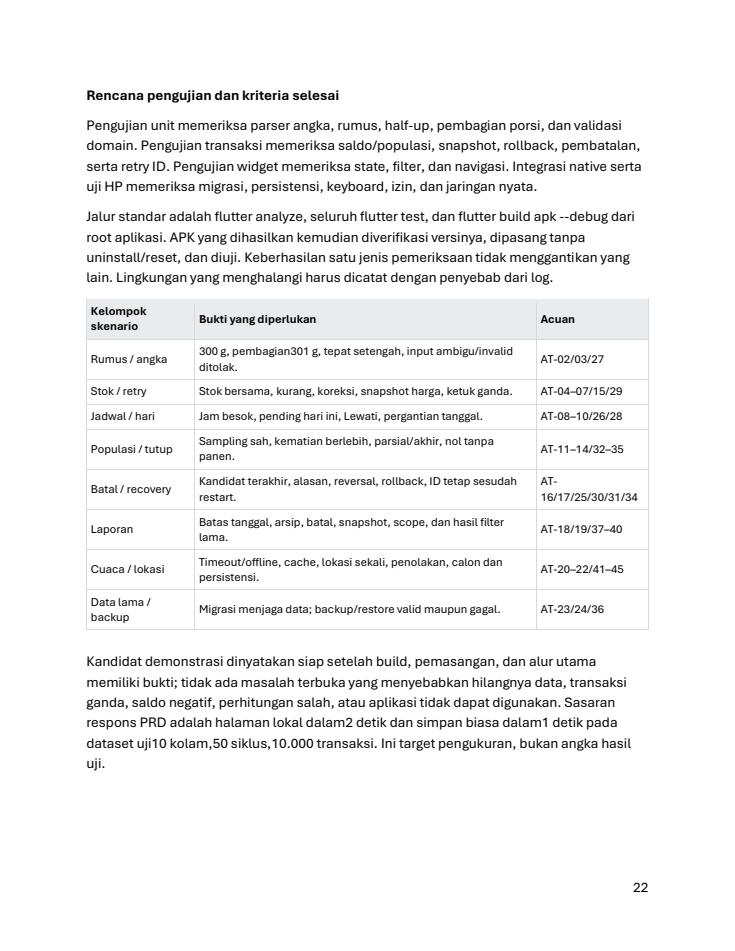 Rencana pengujian dan kriteria selesai
Pengujian unit memeriksa parser angka, rumus, half-up, pembagian porsi, dan validasi
domain. Pengujian transaksi memeriksa saldo/populasi, snapshot, rollback, pembatalan,
serta retry ID. Pengujian widget memeriksa state, filter, dan navigasi. Integrasi native serta
uji HP memeriksa migrasi, persistensi, keyboard, izin, dan jaringan nyata.
Jalur standar adalah flutter analyze, seluruh flutter test, dan flutter build apk --debug dari
root aplikasi. APK yang dihasilkan kemudian diverifikasi versinya, dipasang tanpa
uninstall/reset, dan diuji. Keberhasilan satu jenis pemeriksaan tidak menggantikan yang
lain. Lingkungan yang menghalangi harus dicatat dengan penyebab dari log.
Kelompok
skenario
Bukti yang diperlukan
Acuan
Rumus / angka
300 g, pembagian301 g, tepat setengah, input ambigu/invalid
ditolak.
AT-02/03/27
Stok / retry
Stok bersama, kurang, koreksi, snapshot harga, ketuk ganda.
AT-04–07/15/29
Jadwal / hari
Jam besok, pending hari ini, Lewati, pergantian tanggal.
AT-08–10/26/28
Populasi / tutup
Sampling sah, kematian berlebih, parsial/akhir, nol tanpa
panen.
AT-11–14/32–35
Batal / recovery
Kandidat terakhir, alasan, reversal, rollback, ID tetap sesudah
restart.
AT-
16/17/25/30/31/34
Laporan
Batas tanggal, arsip, batal, snapshot, scope, dan hasil filter
lama.
AT-18/19/37–40
Cuaca / lokasi
Timeout/offline, cache, lokasi sekali, penolakan, calon dan
persistensi.
AT-20–22/41–45
Data lama /
backup
Migrasi menjaga data; backup/restore valid maupun gagal.
AT-23/24/36
Kandidat demonstrasi dinyatakan siap setelah build, pemasangan, dan alur utama
memiliki bukti; tidak ada masalah terbuka yang menyebabkan hilangnya data, transaksi
ganda, saldo negatif, perhitungan salah, atau aplikasi tidak dapat digunakan. Sasaran
respons PRD adalah halaman lokal dalam2 detik dan simpan biasa dalam1 detik pada
dataset uji10 kolam,50 siklus,10.000 transaksi. Ini target pengukuran, bukan angka hasil
uji.
22